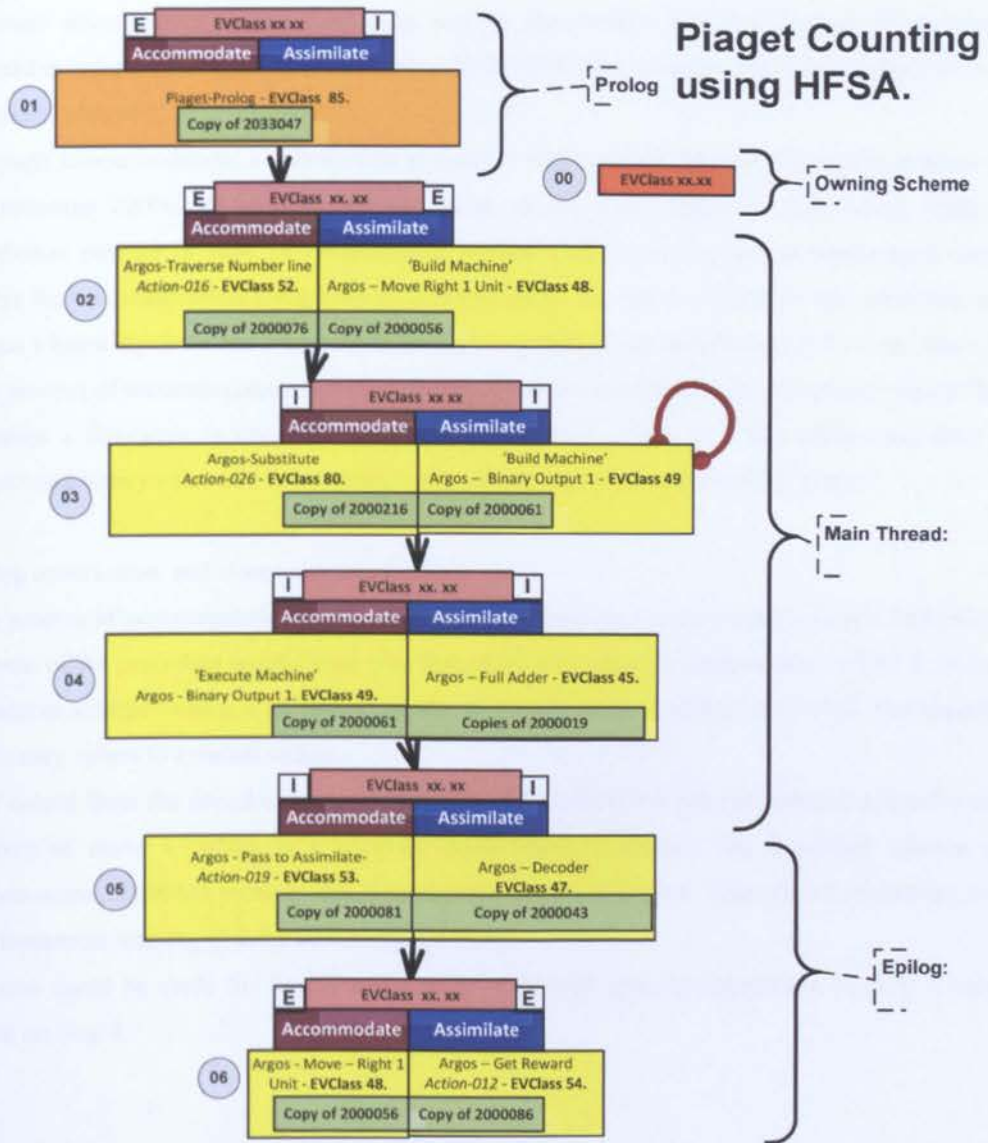 Piaget Counting
using HFSA.
E EVClass xx xx I
Accommodate Assimilate
01
Piaget-Prolog - EVClass 85.
Copy of 2033047
Prolog
00 EVClass xx.xx
Owning Scheme
E EVClass xx. xx E
Accommodate Assimilate
02
Argos-Traverse Number line
Action-016 - EVClass 52.
Copy of 2000076
'Build Machine'
Argos – Move Right 1 Unit - EVClass 48.
Copy of 2000056
I EVClass xx xx I
Accommodate Assimilate
03
Argos-Substitute
Action-026 - EVClass 80.
Copy of 2000216
'Build Machine'
Argos – Binary Output 1 - EVClass 49
Copy of 2000061
Main Thread:
I EVClass xx. xx I
Accommodate Assimilate
04
'Execute Machine'
Argos - Binary Output 1. EVClass 49.
Copy of 2000061
Argos – Full Adder - EVClass 45.
Copies of 2000019
I EVClass xx. xx I
Accommodate Assimilate
05
Argos - Pass to Assimilate-
Action-019 - EVClass 53.
Copy of 2000081
Argos – Decoder
EVClass 47.
Copy of 2000043
Epilog:
E EVClass xx. xx E
Accommodate Assimilate
06
Argos - Move – Right 1
Unit - EVClass 48.
Copy of 2000056
Argos – Get Reward
Action-012 - EVClass 54.
Copy of 2000086